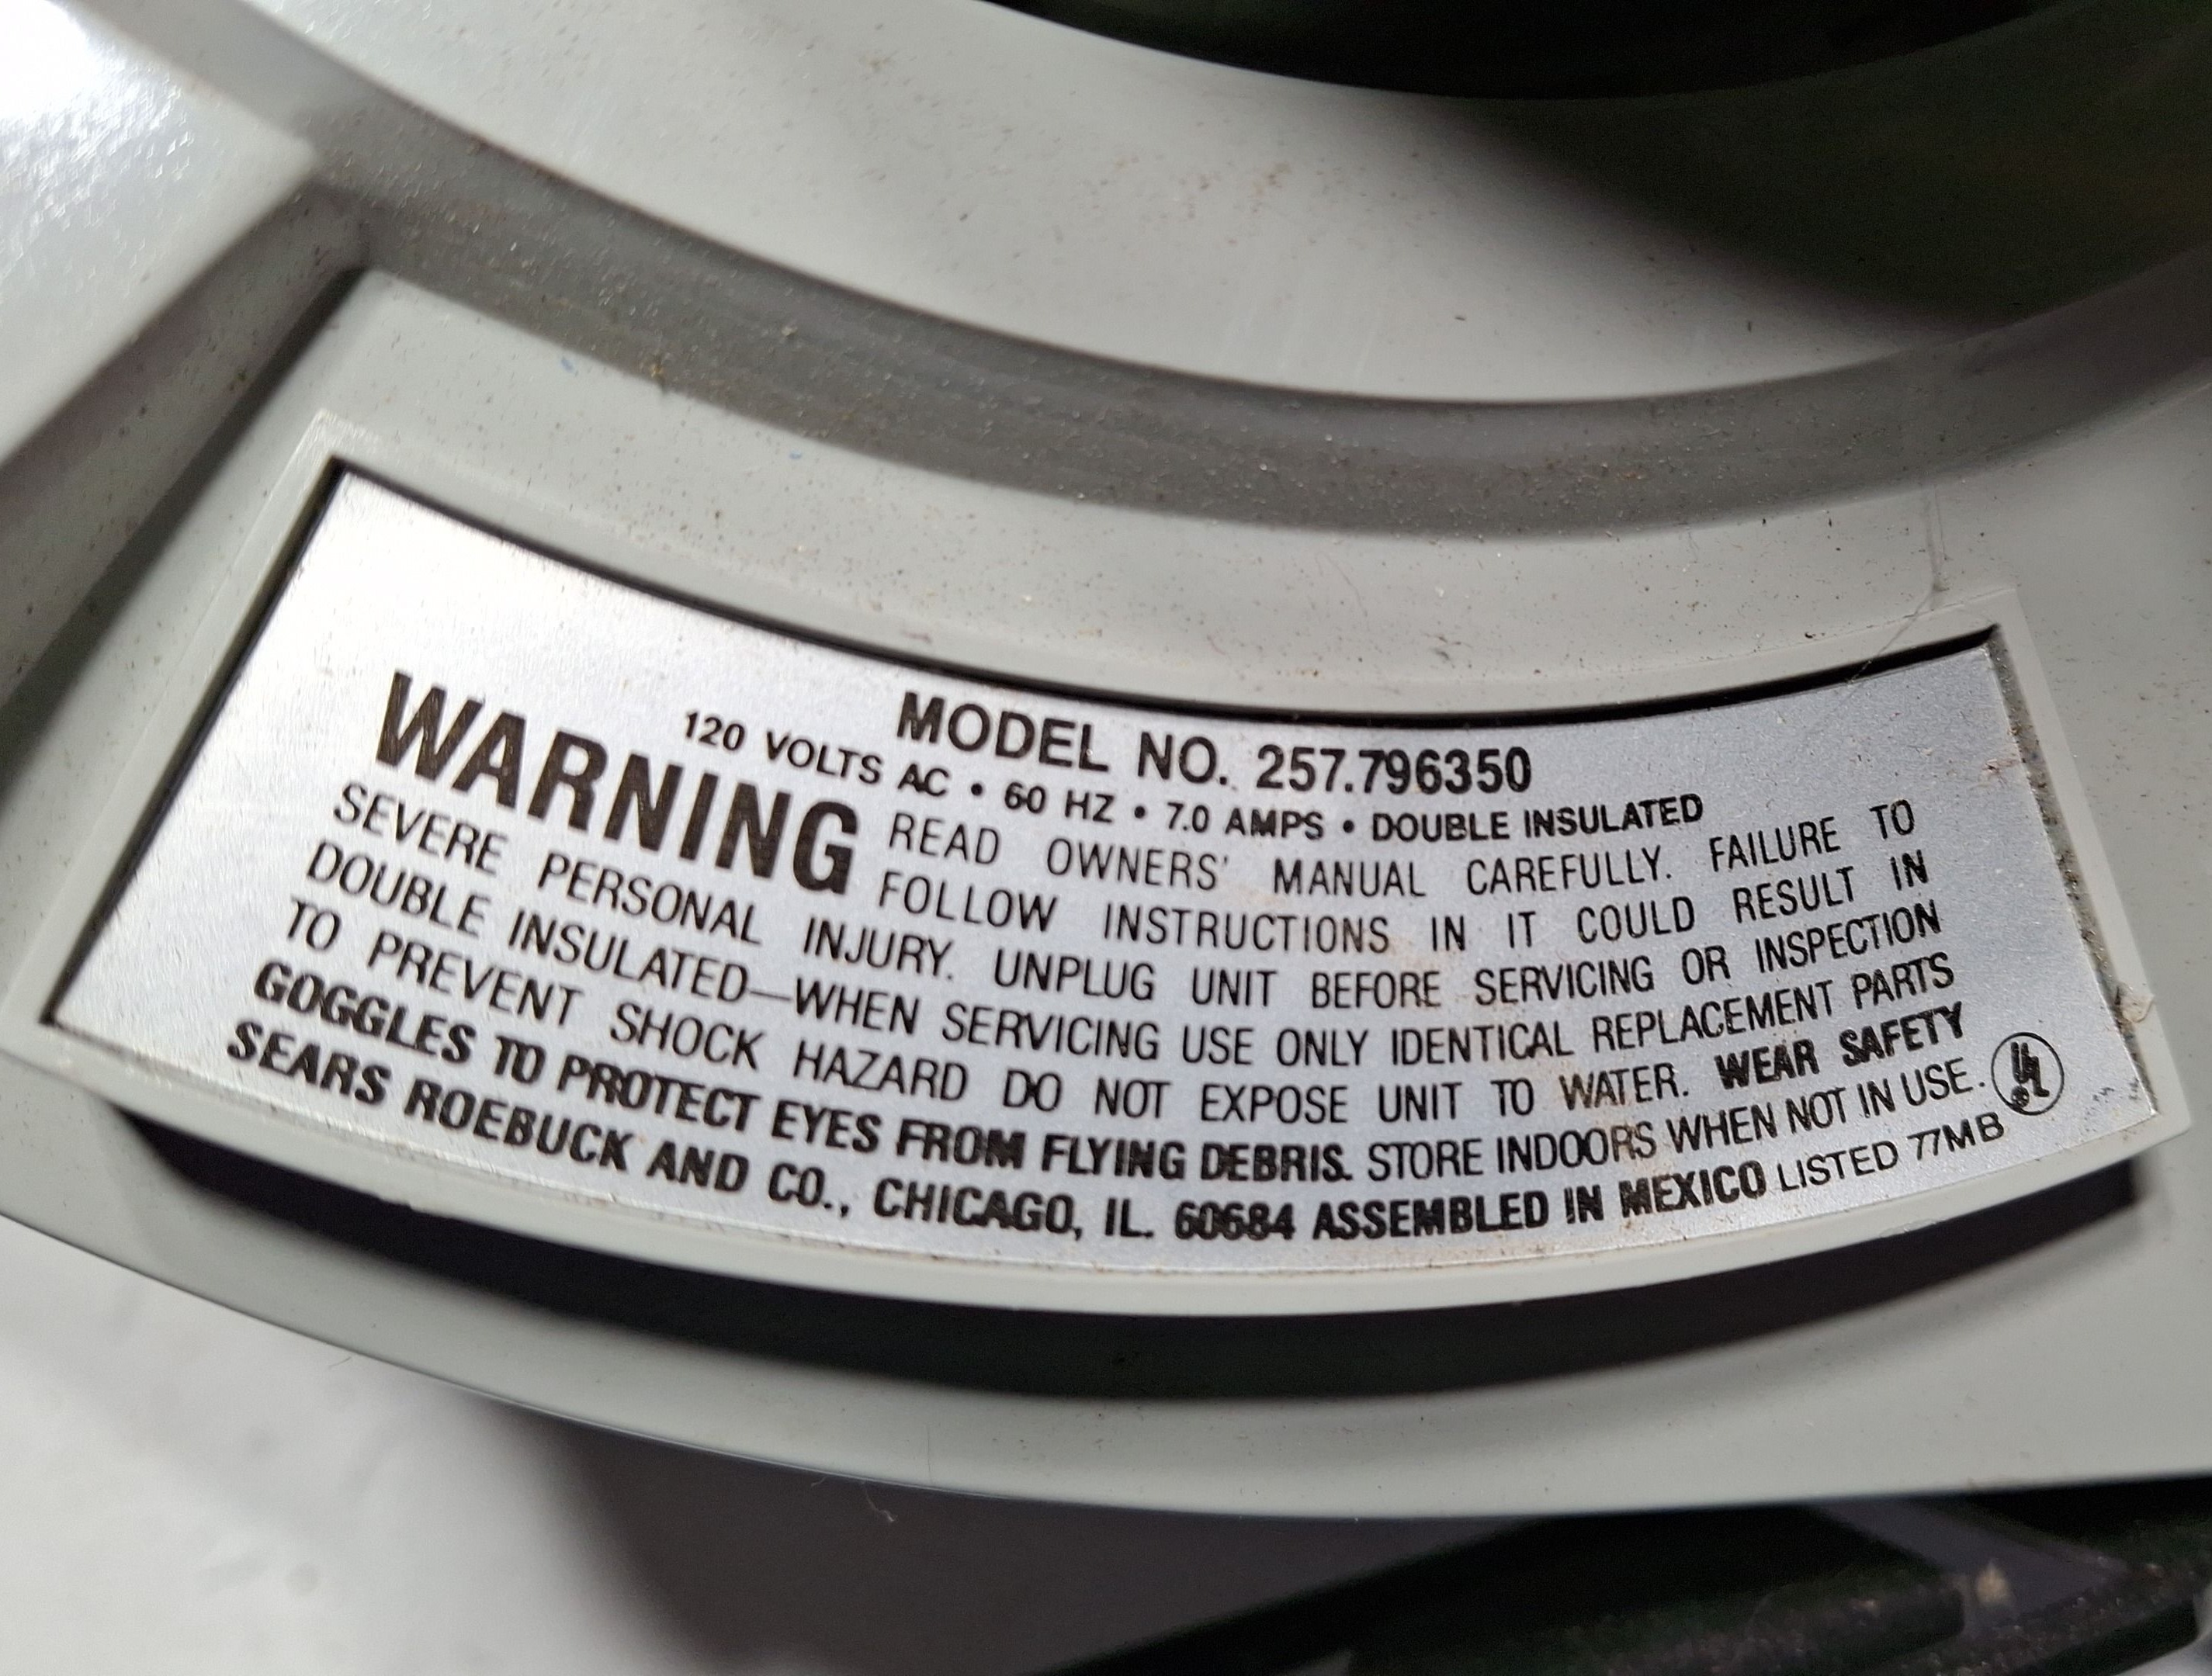 MODEL NO. 257.796350
120 VOLTS AC • 60 HZ • 7.0 AMPS • DOUBLE INSULATED
WARNING READ OWNERS' MANUAL CAREFULLY. FAILURE TO
FOLLOW INSTRUCTIONS IN IT COULD RESULT IN
SEVERE PERSONAL INJURY. UNPLUG UNIT BEFORE SERVICING OR INSPECTION
DOUBLE INSULATED—WHEN SERVICING USE ONLY IDENTICAL REPLACEMENT PARTS
TO PREVENT SHOCK HAZARD DO NOT EXPOSE UNIT TO WATER. WEAR SAFETY
GOGGLES TO PROTECT EYES FROM FLYING DEBRIS. STORE INDOORS WHEN NOT IN USE. UL
SEARS ROEBUCK AND CO., CHICAGO, IL. 60684 ASSEMBLED IN MEXICO LISTED 77MB